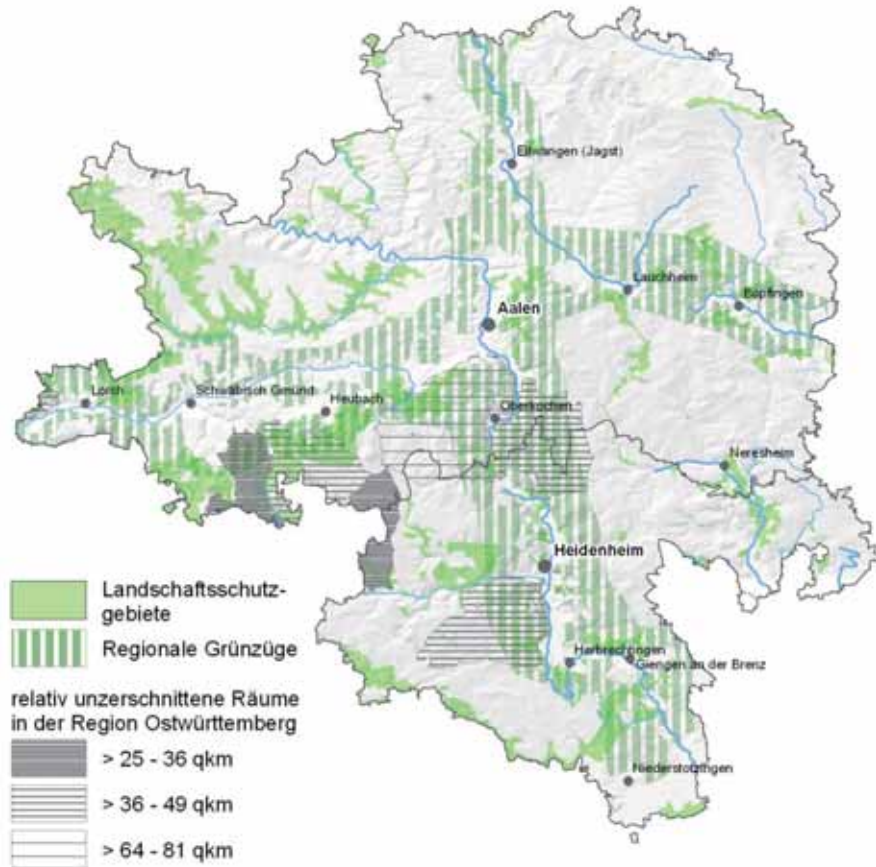 Ellwangen (Jagst)
Lauchheim
Bopfingen
Aalen
Lorch
Schwäbisch Gmünd
Heubach
Oberkochen
Neresheim
Heidenheim
Herbrechtingen
Giengen an der Brenz
Niederstotzingen
Landschaftsschutz-
gebiete
Regionale Grünzüge
relativ unzerschnittene Räume
in der Region Ostwürttemberg
> 25 - 36 qkm
> 36 - 49 qkm
> 64 - 81 qkm